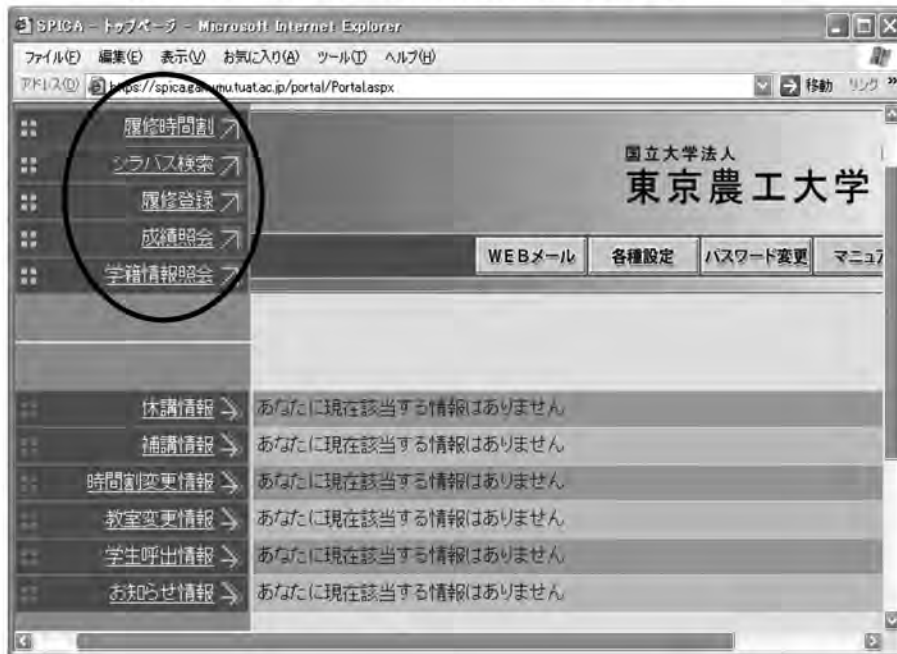 SPICA - トップページ - Microsoft Internet Explorer
ファイル(F) 編集(E) 表示(V) お気に入り(A) ツール(T) ヘルプ(H)
アドレス(D) https://spica.gakumu.tuat.ac.jp/portal/Portal.aspx 移動 リンク »
履修時間割
シラバス検索
履修登録
成績照会
学籍情報照会
国立大学法人
東京農工大学
WEBメール 各種設定 パスワード変更 マニュア
休講情報 あなたに現在該当する情報はありません
補講情報 あなたに現在該当する情報はありません
時間割変更情報 あなたに現在該当する情報はありません
教室変更情報 あなたに現在該当する情報はありません
学生呼出情報 あなたに現在該当する情報はありません
お知らせ情報 あなたに現在該当する情報はありません